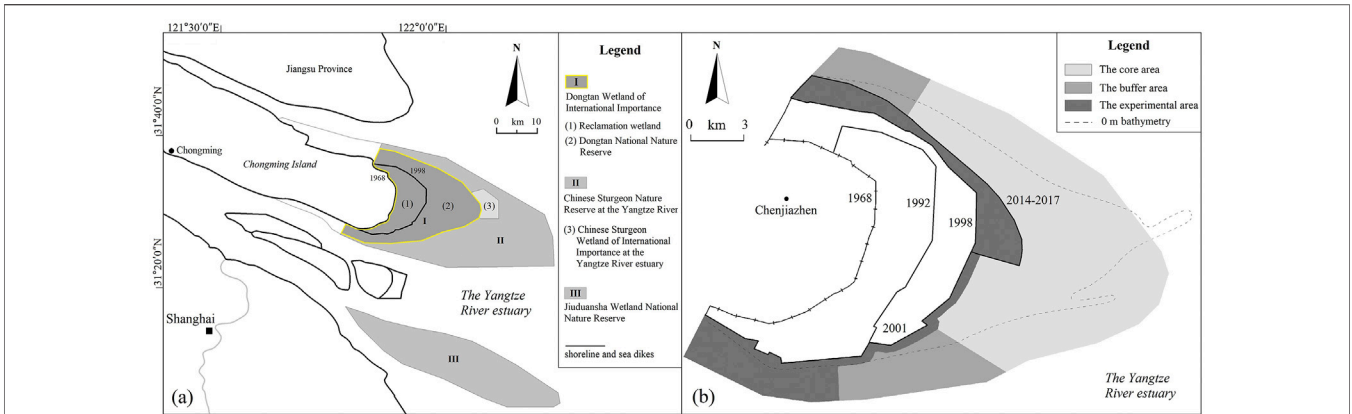 121°30'0"E
122°0'0"E
31°40'0"N
31°20'0"N
Jiangsu Province
N
0 km 10
Chongming
Chongming Island
1968
1998
(1)
(2)
(3)
I
II
The Yangtze
River estuary
Shanghai
III
(a)
Legend
I
Dongtan Wetland of
International Importance
(1) Reclamation wetland
(2) Dongtan National Nature
Reserve
II
Chinese Sturgeon Nature
Reserve at the Yangtze River
(3) Chinese Sturgeon
Wetland of International
Importance at the
Yangtze River estuary
III
Jiuduansha Wetland National
Nature Reserve
shoreline and sea dikes
N
0 km 3
Legend
The core area
The buffer area
The experimental area
0 m bathymetry
Chenjiazhen
1968
1992
1998
2014-2017
2001
The Yangtze
River estuary
(b)